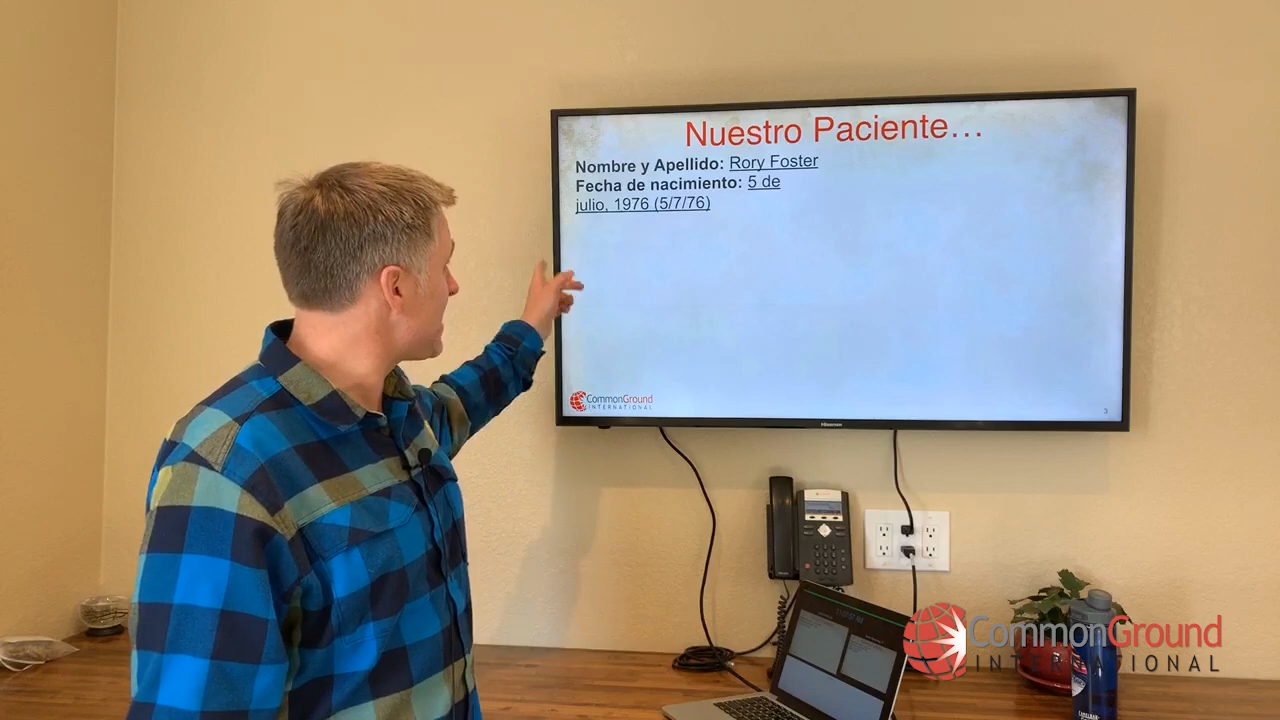 Nuestro Paciente…
Nombre y Apellido: Rory Foster
Fecha de nacimiento: 5 de
julio, 1976 (5/7/76)
CommonGround
INTERNATIONAL
3
Hisense
CommonGround
INTERNATIONAL